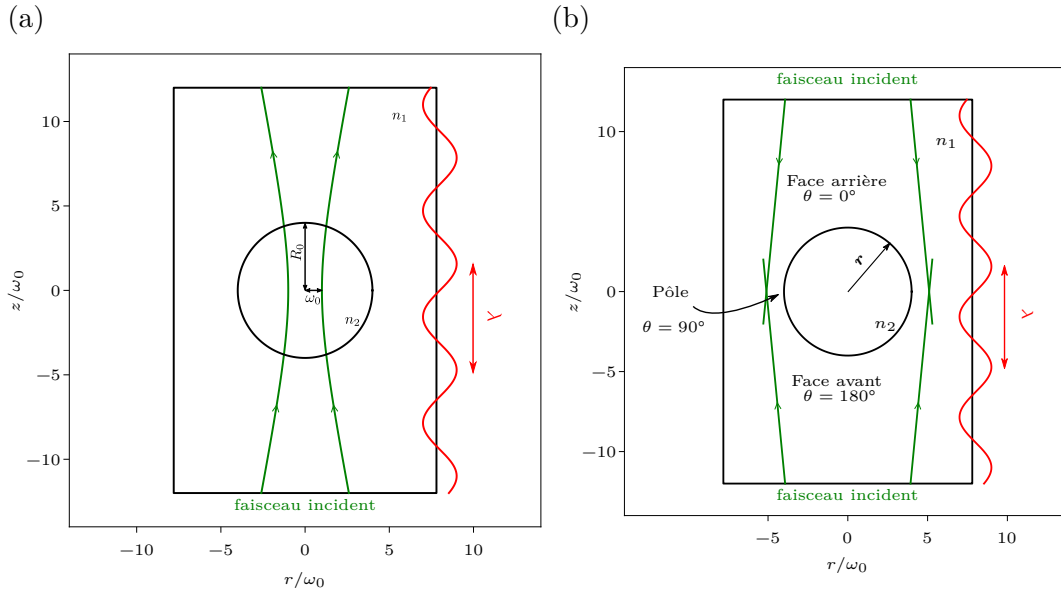 (a)
10
5
0
−5
−10
z/ω₀
n₁
R₀
ω₀
n₂
λ
faisceau incident
−10
−5
0
5
10
r/ω₀
(b)
faisceau incident
10
5
0
−5
−10
z/ω₀
n₁
Face arrière
θ = 0°
r
Pôle
θ = 90°
n₂
λ
Face avant
θ = 180°
faisceau incident
−5
0
5
10
r/ω₀